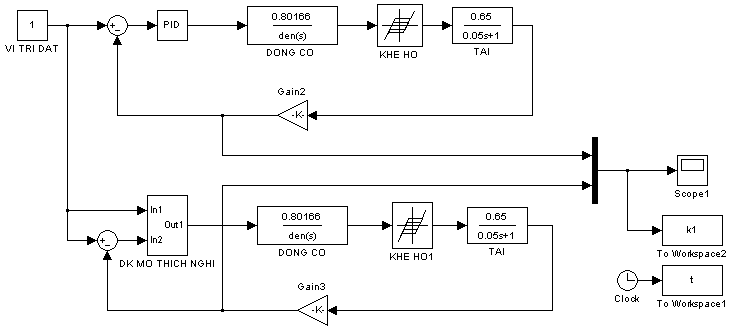 1
VI TRI DAT
+
-
PID
0.80166
den(s)
DONG CO
KHE HO
0.65
0.05s+1
TAI
Gain2
-K-
Scope1
In1
In2
Out1
DK MO THICH NGHI
+
-
0.80166
den(s)
DONG CO
KHE HO1
0.65
0.05s+1
TAI
Gain3
-K-
k1
To Workspace2
Clock
t
To Workspace1